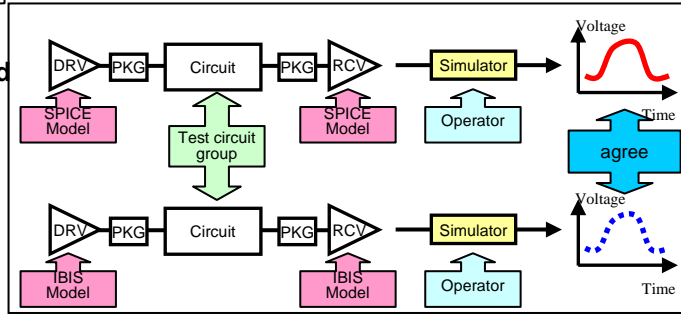 d
Voltage
DRV PKG Circuit PKG RCV Simulator
Time
SPICE
Model
Test circuit
group
SPICE
Model
Operator
agree
Voltage
DRV PKG Circuit PKG RCV Simulator
Time
IBIS
Model
IBIS
Model
Operator